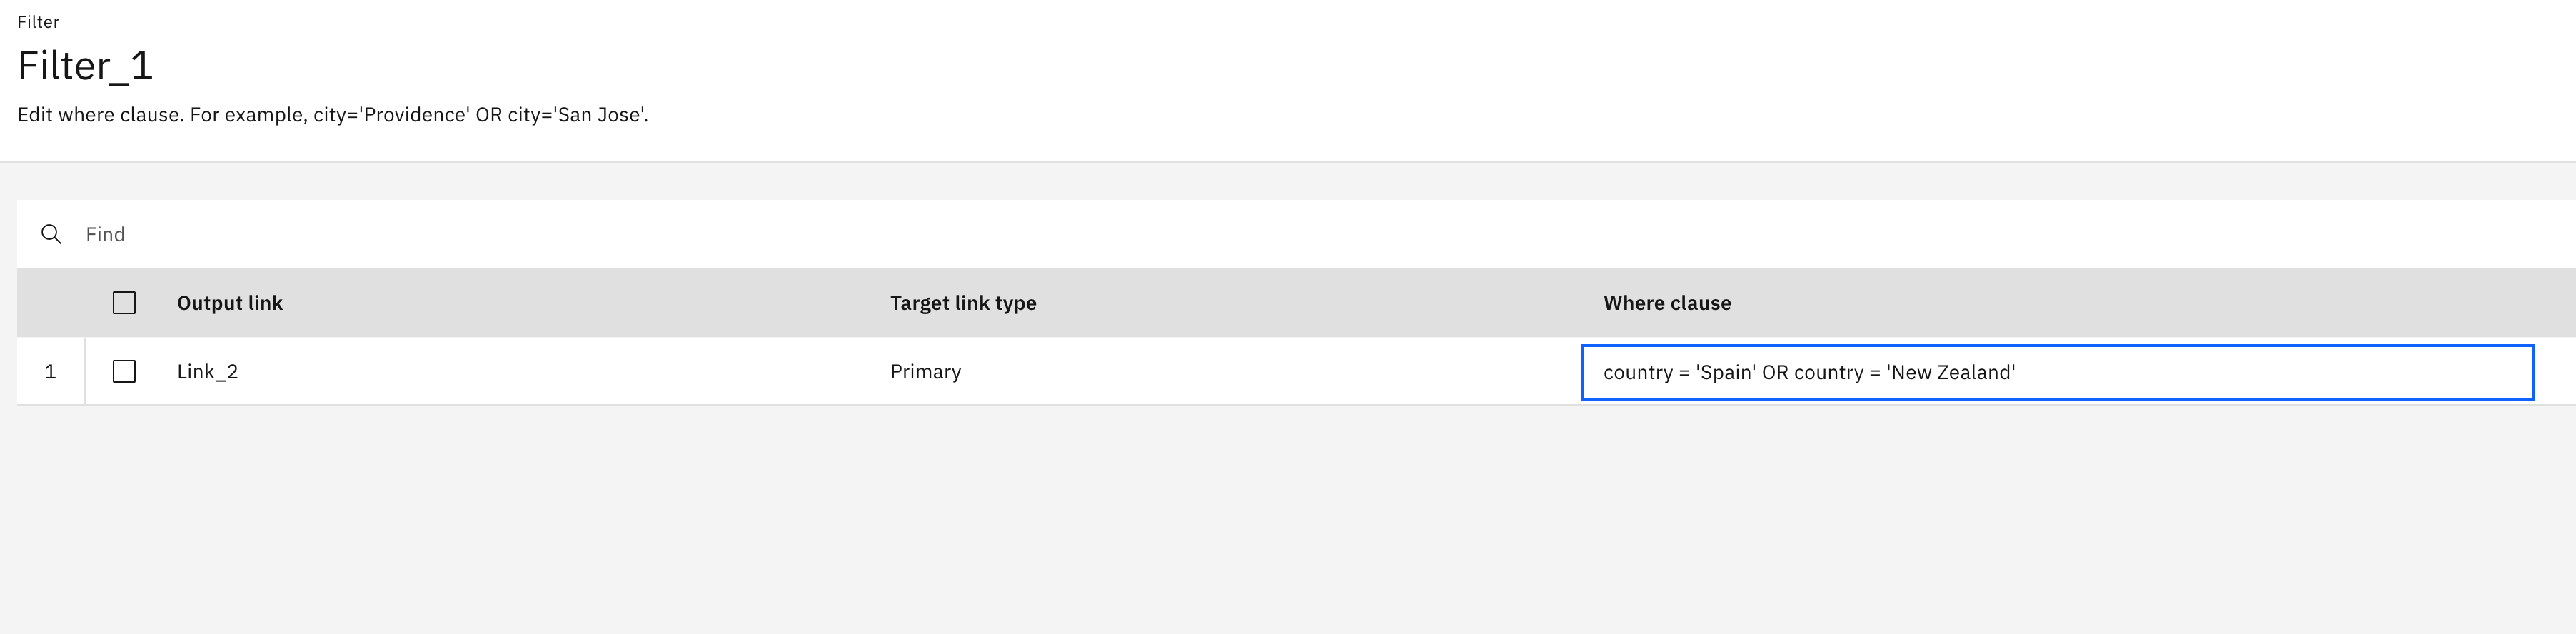 Filter
Filter_1
Edit where clause. For example, city='Providence' OR city='San Jose'.
Find
Output link Target link type Where clause
1 Link_2 Primary country = 'Spain' OR country = 'New Zealand'